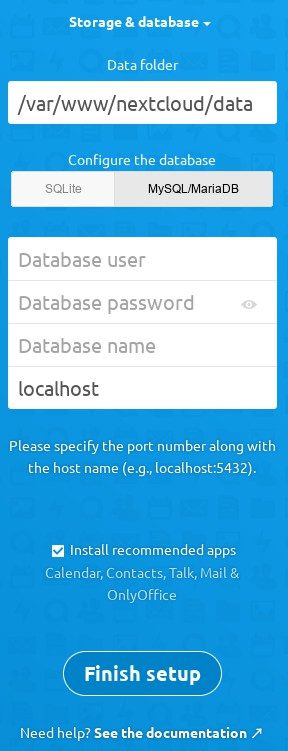 Storage & database
Data folder
/var/www/nextcloud/data
Configure the database
SQLite MySQL/MariaDB
Database user
Database password
Database name
localhost
Please specify the port number along with
the host name (e.g., localhost:5432).
Install recommended apps
Calendar, Contacts, Talk, Mail &
OnlyOffice
Finish setup
Need help? See the documentation ↗